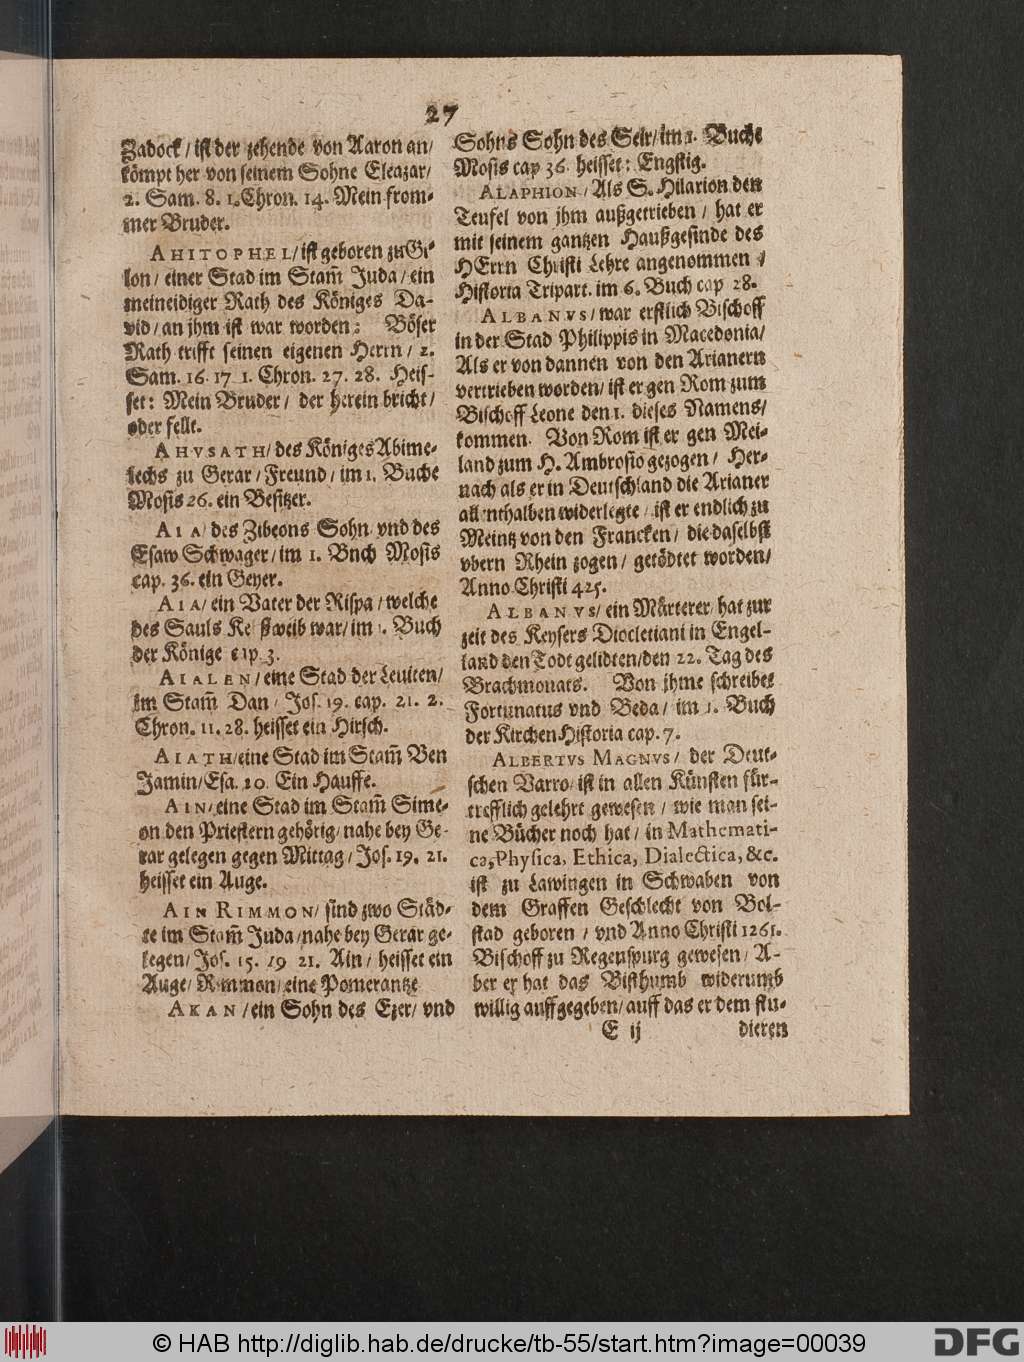 27
Zadock / ist der zehende von Aaron an /
kömpt her von seinem Sohne Eleazar /
2. Sam. 8. 1. Chron. 14. Mein from-
mer Bruder.
AHITOPHEL / ist geboren zu Gi-
lon / einer Stad im Stam̄ Juda / ein
meineidiger Rath des Königes Da-
vid / an jhm ist war worden: Böser
Rath trifft seinen eigenen Herrn / 2.
Sam. 16. 17 1. Chron. 27. 28. Heis-
set: Mein Bruder / der herein bricht /
oder fellt.
AHVSATH / des Königes Abime-
lechs zu Gerar / Freund / im 1. Buche
Mosis 26. ein Besitzer.
AIA / des Zibeons Sohn vnd des
Esaw Schwager / im 1. Bnch Mosis
cap. 36. ein Geyer.
AIA / ein Vater der Rispa / welche
des Sauls Kebßweib war / im 1. Buch
der Könige cap. 3.
AIALEN / eine Stad der Leuiten /
im Stam̄ Dan / Jos. 19. cap. 21. 2.
Chron. 11. 28. heisset ein Hirsch.
AIATH / eine Stad im Stam̄ Ben
Jamin / Esa. 10. Ein Hauffe.
AIN / eine Stad im Stam̄ Sime-
on den Priestern gehörig / nahe bey Ge-
rar gelegen gegen Mittag / Jos. 19. 21.
heisset ein Auge.
AIN RIMMON / sind zwo Städ-
te im Stam̄ Juda / nahe bey Gerar ge-
legen / Jos. 15. 19 21. Ain / heisset ein
Auge / Rimmon / eine Pomerantze
AKAN / ein Sohn des Ezer / vnd
Sohns Sohn des Seir / im 1. Buche
Mosis cap 36. heisset: Engstig.
ALAPHION / Als S. Hilarion den
Teufel von jhm außgetrieben / hat er
mit seinem gantzen Haußgesinde des
HErrn Christi Lehre angenommen /
Historia Tripart. im 6. Buch cap 28.
ALBANVS / war erstlich Bischoff
in der Stad Philippis in Macedonia /
Als er von dannen von den Arianern
vertrieben worden / ist er gen Rom zum
Bischoff Leone den 1. dieses Namens /
kommen. Von Rom ist er gen Mei-
land zum H. Ambrosio gezogen / Her-
nach als er in Deutschland die Arianer
allenthalben widerlegte / ist er endlich zu
Meintz von den Francken / die daselbst
vbern Rhein zogen / getödtet worden /
Anno Christi 425.
ALBANVS / ein Märterer / hat zur
zeit des Keysers Diocletiani in Engel-
land den Todt gelidten / den 22. Tag des
Brachmonats. Von jhme schreibet
Fortunatus vnd Beda / im 1. Buch
der Kirchen Historia cap. 7.
ALBERTVS MAGNVS / der Deut-
schen Varro / ist in allen Künsten für-
trefflich gelehrt gewesen / wie man sei-
ne Bücher noch hat / in Mathemati-
ca, Physica, Ethica, Dialectica, &c.
ist zu Lawingen in Schwaben von
dem Graffen Geschlecht von Bol-
stad geboren / vnd Anno Christi 1261.
Bischoff zu Regenspurg gewesen / A-
ber er hat das Bisthumb widerumb
willig auffgegeben / auff das er dem stu-
E ij dieren
© HAB http://diglib.hab.de/drucke/tb-55/start.htm?image=00039
DFG